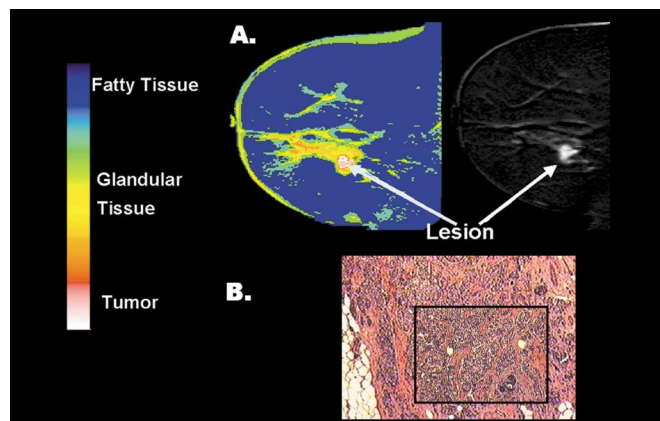 A.
Fatty Tissue
Glandular
Tissue
Lesion
B.
Tumor